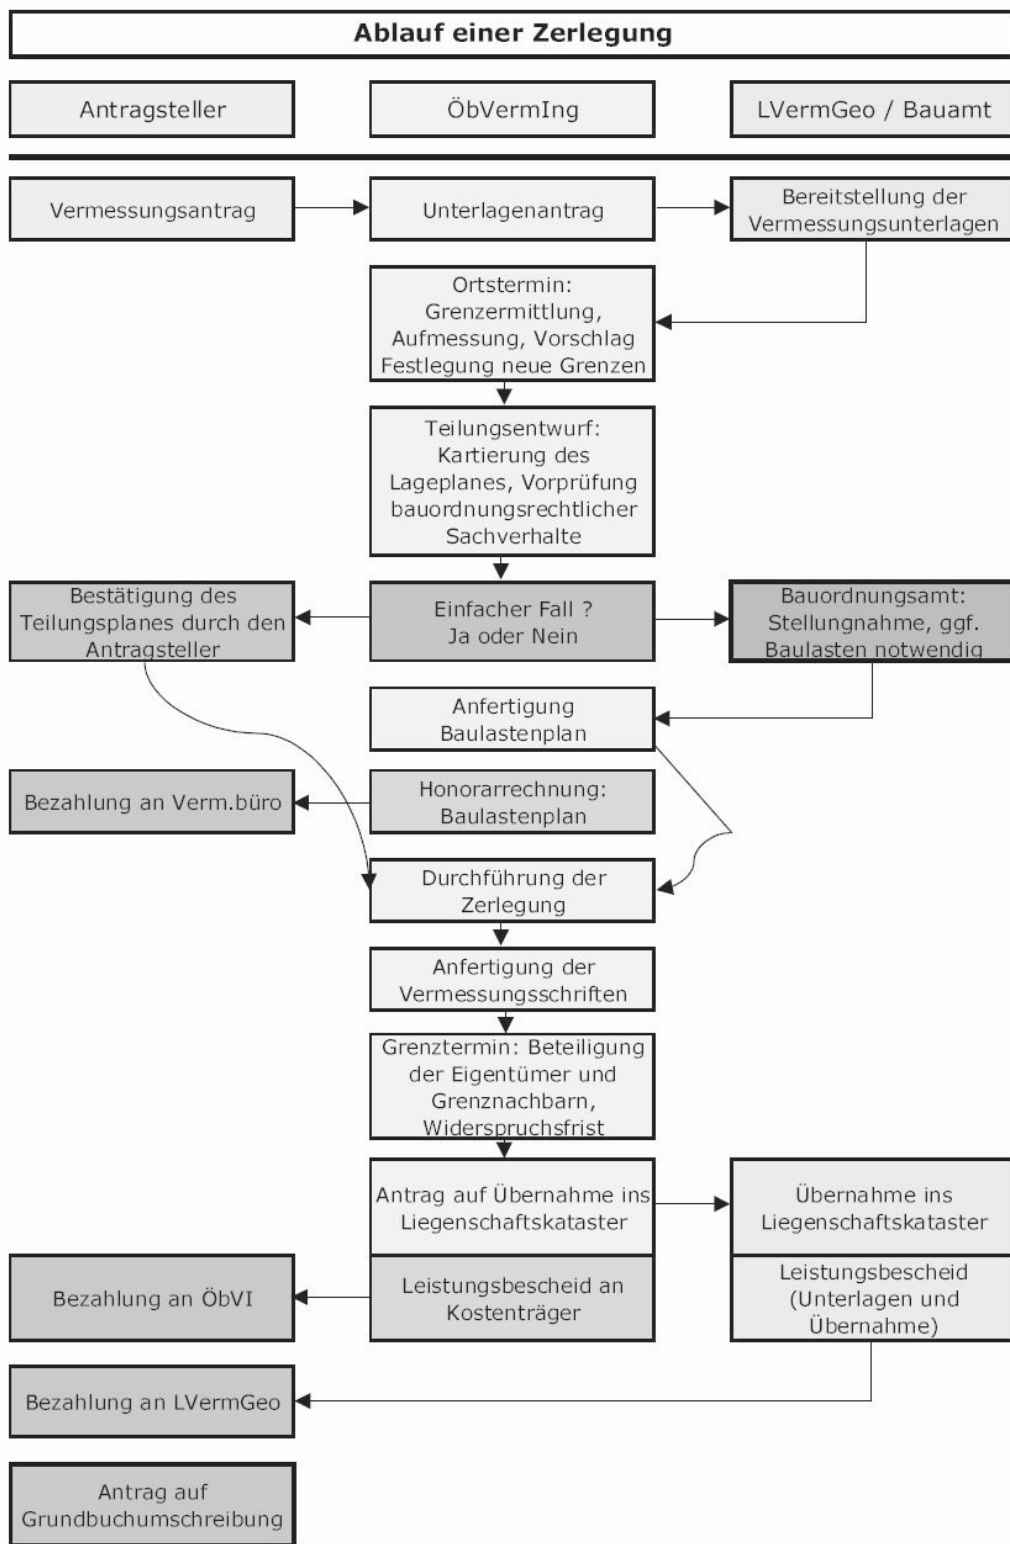 Ablauf einer Zerlegung
Antragsteller
ÖbVermIng
LVermGeo / Bauamt
Vermessungsantrag
Unterlagenantrag
Bereitstellung der
Vermessungsunterlagen
Ortstermin:
Grenzermittlung,
Aufmessung, Vorschlag
Festlegung neue Grenzen
Teilungsentwurf:
Kartierung des
Lageplanes, Vorprüfung
bauordnungsrechtlicher
Sachverhalte
Bestätigung des
Teilungsplanes durch den
Antragsteller
Einfacher Fall ?
Ja oder Nein
Bauordnungsamt:
Stellungnahme, ggf.
Baulasten notwendig
Anfertigung
Baulastenplan
Bezahlung an Verm.büro
Honorarrechnung:
Baulastenplan
Durchführung der
Zerlegung
Anfertigung der
Vermessungsschriften
Grenztermin: Beteiligung
der Eigentümer und
Grenznachbarn,
Widerspruchsfrist
Antrag auf Übernahme ins
Liegenschaftskataster
Übernahme ins
Liegenschaftskataster
Bezahlung an ÖbVI
Leistungsbescheid an
Kostenträger
Leistungsbescheid
(Unterlagen und
Übernahme)
Bezahlung an LVermGeo
Antrag auf
Grundbuchumschreibung